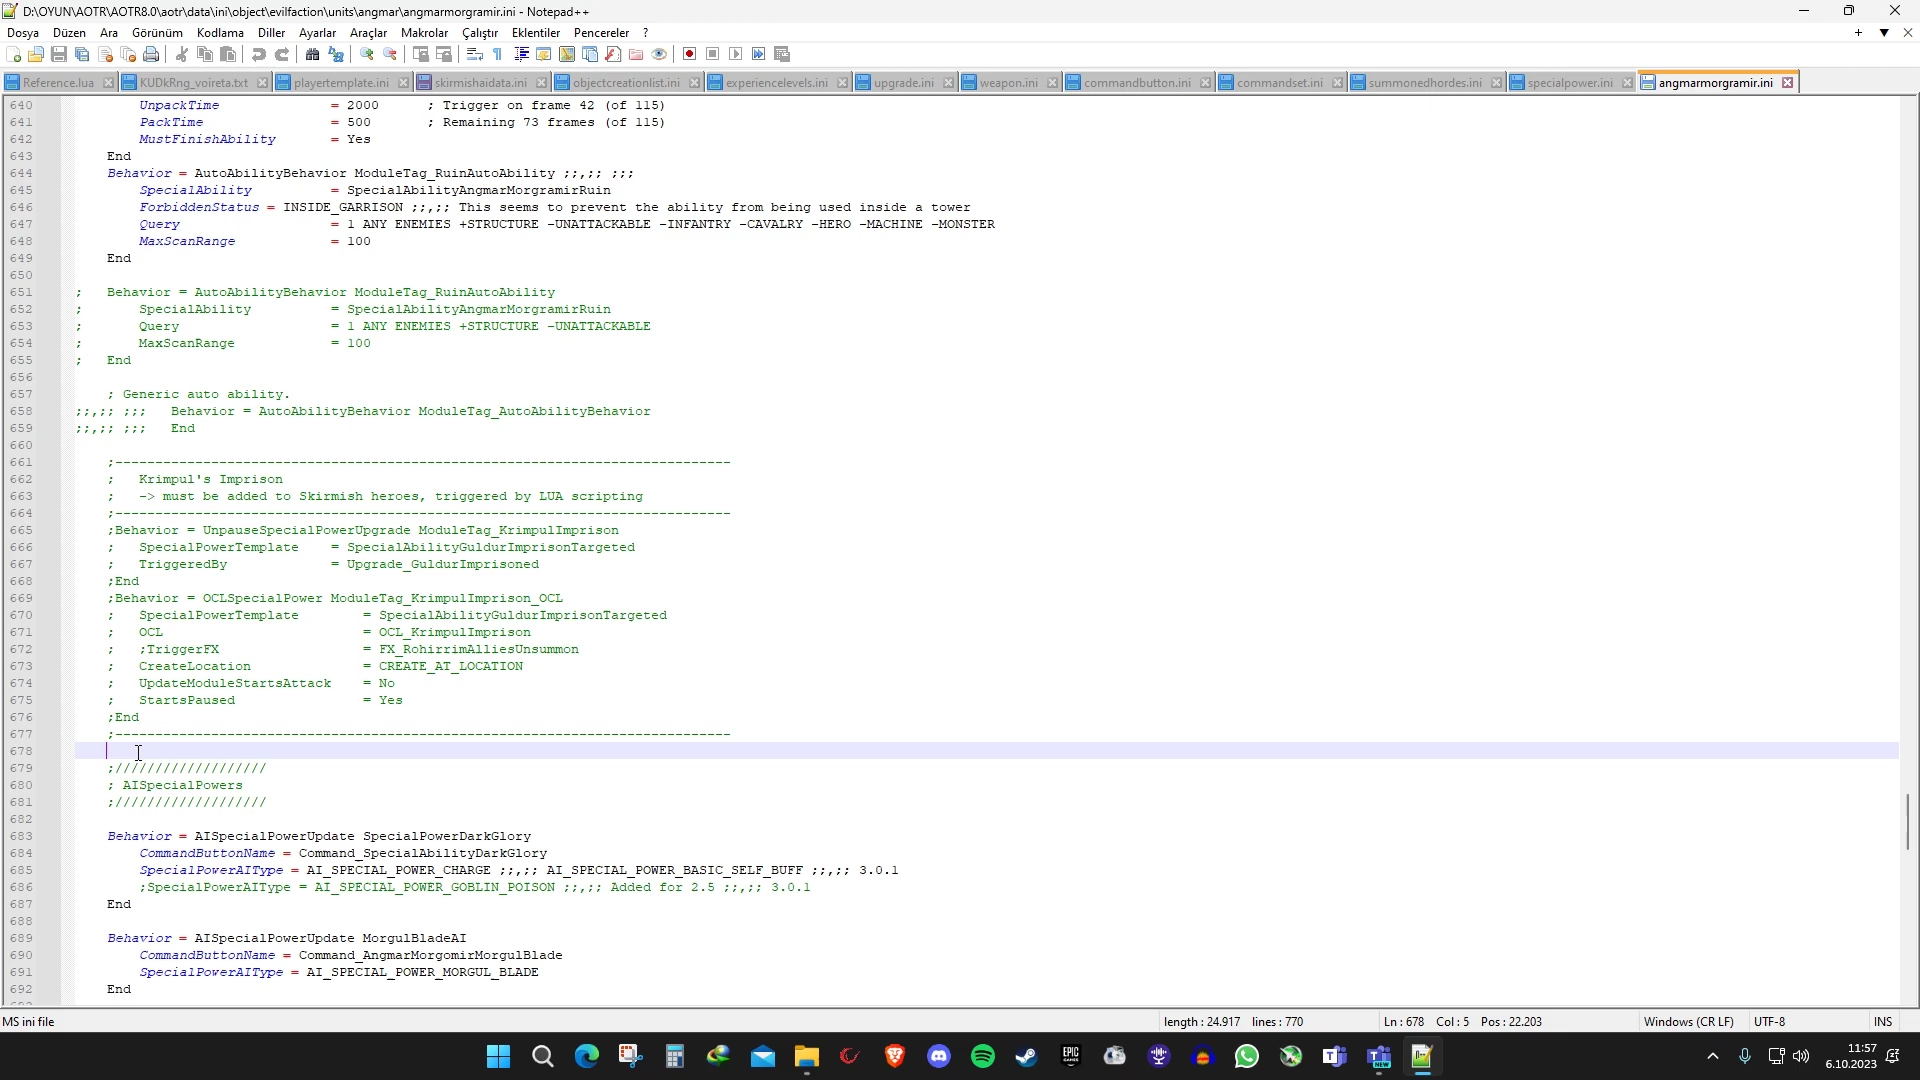 D:\OYUN\AOTR\AOTR8.0\aotr\data\ini\object\evilfaction\units\angmar\angmarmorgramir.ini - Notepad++
Dosya Düzen Ara Görünüm Kodlama Diller Ayarlar Araçlar Makrolar Çalıştır Eklentiler Pencereler ?
Reference.lua KUDkRng_voireta.txt playertemplate.ini skirmishaidata.ini objectcreationlist.ini experiencelevels.ini upgrade.ini weapon.ini commandbutton.ini commandset.ini summonedhordes.ini specialpower.ini angmarmorgramir.ini
640 UnpackTime = 2000 ; Trigger on frame 42 (of 115)
641 PackTime = 500 ; Remaining 73 frames (of 115)
642 MustFinishAbility = Yes
643 End
644 Behavior = AutoAbilityBehavior ModuleTag_RuinAutoAbility ;;,;; ;;;
645 SpecialAbility = SpecialAbilityAngmarMorgramirRuin
646 ForbiddenStatus = INSIDE_GARRISON ;;,;; This seems to prevent the ability from being used inside a tower
647 Query = 1 ANY ENEMIES +STRUCTURE -UNATTACKABLE -INFANTRY -CAVALRY -HERO -MACHINE -MONSTER
648 MaxScanRange = 100
649 End
650
651 ; Behavior = AutoAbilityBehavior ModuleTag_RuinAutoAbility
652 ; SpecialAbility = SpecialAbilityAngmarMorgramirRuin
653 ; Query = 1 ANY ENEMIES +STRUCTURE -UNATTACKABLE
654 ; MaxScanRange = 100
655 ; End
656
657 ; Generic auto ability.
658 ;;,;; ;;; Behavior = AutoAbilityBehavior ModuleTag_AutoAbilityBehavior
659 ;;,;; ;;; End
660
661 ;-----------------------------------------------------------------------------
662 ; Krimpul's Imprison
663 ; -> must be added to Skirmish heroes, triggered by LUA scripting
664 ;-----------------------------------------------------------------------------
665 ;Behavior = UnpauseSpecialPowerUpgrade ModuleTag_KrimpulImprison
666 ; SpecialPowerTemplate = SpecialAbilityGuldurImprisonTargeted
667 ; TriggeredBy = Upgrade_GuldurImprisoned
668 ;End
669 ;Behavior = OCLSpecialPower ModuleTag_KrimpulImprison_OCL
670 ; SpecialPowerTemplate = SpecialAbilityGuldurImprisonTargeted
671 ; OCL = OCL_KrimpulImprison
672 ; ;TriggerFX = FX_RohirrimAlliesUnsummon
673 ; CreateLocation = CREATE_AT_LOCATION
674 ; UpdateModuleStartsAttack = No
675 ; StartsPaused = Yes
676 ;End
677 ;-----------------------------------------------------------------------------
678
679 ;///////////////////
680 ; AISpecialPowers
681 ;///////////////////
682
683 Behavior = AISpecialPowerUpdate SpecialPowerDarkGlory
684 CommandButtonName = Command_SpecialAbilityDarkGlory
685 SpecialPowerAIType = AI_SPECIAL_POWER_CHARGE ;;,;; AI_SPECIAL_POWER_BASIC_SELF_BUFF ;;,;; 3.0.1
686 ;SpecialPowerAIType = AI_SPECIAL_POWER_GOBLIN_POISON ;;,;; Added for 2.5 ;;,;; 3.0.1
687 End
688
689 Behavior = AISpecialPowerUpdate MorgulBladeAI
690 CommandButtonName = Command_AngmarMorgomirMorgulBlade
691 SpecialPowerAIType = AI_SPECIAL_POWER_MORGUL_BLADE
692 End
MS ini file length : 24.917 lines : 770 Ln : 678 Col : 5 Pos : 22.203 Windows (CR LF) UTF-8 INS
EPIC GAMES NEW 11:57
6.10.2023